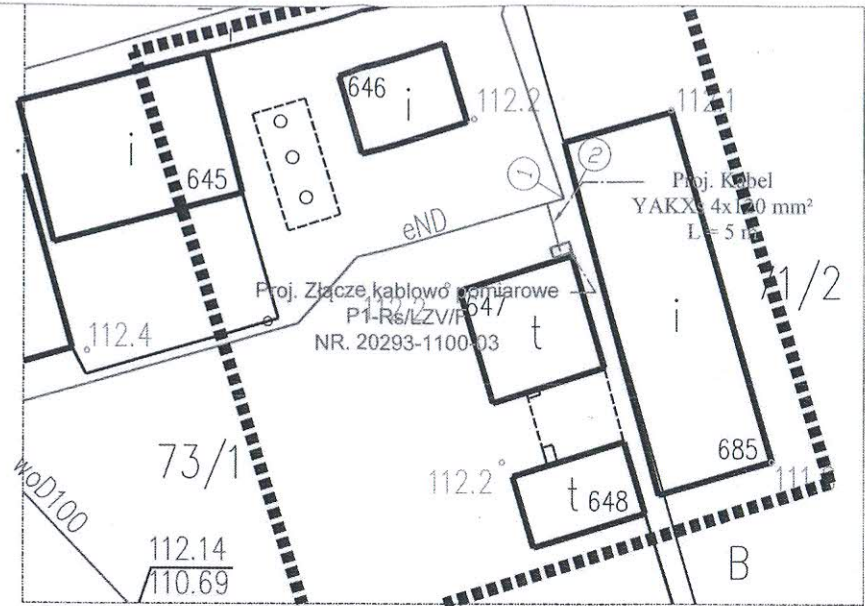 646
i
112.2
112.1
i
645
1
2
Proj. Kabel
YAKXs 4x120 mm²
L= 5 m
eND
Proj. Złącze kablowo pomiarowe
P1-Rs/LZV/F
NR. 20293-1100-03
647
t
i
71/2
112.4
73/1
685
112.2
t 648
woD100
112.14
110.69
B